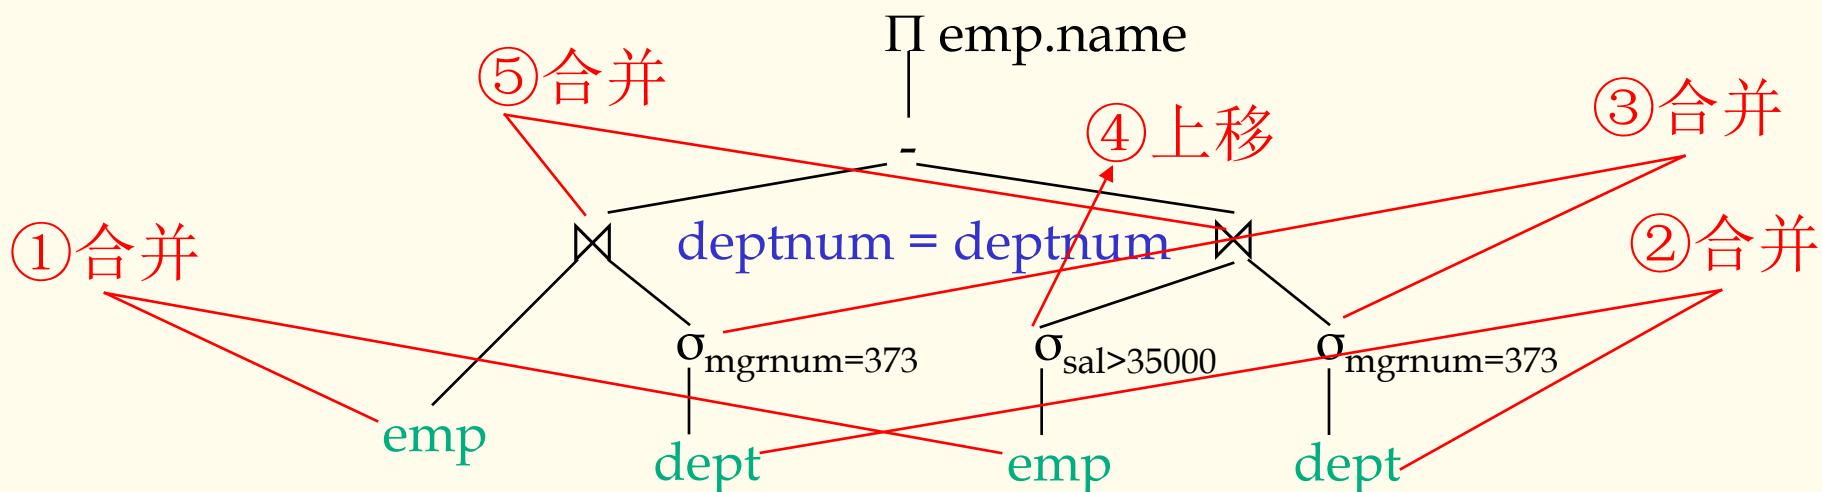 Π emp.name
⑤合并
③合并
④上移
-
①合并
⋈
deptnum = deptnum
⋈
②合并
σmgrnum=373
σsal>35000
σmgrnum=373
emp
dept
emp
dept